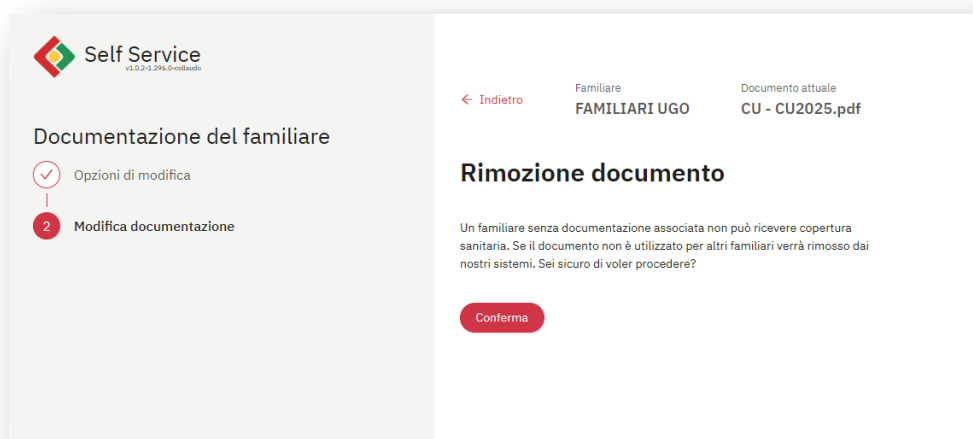 Self Service
v1.0.2-1.296.0-collaudo
Documentazione del familiare
Opzioni di modifica
2 Modifica documentazione
Indietro
Familiare
FAMILIARI UGO
Documento attuale
CU - CU2025.pdf
Rimozione documento
Un familiare senza documentazione associata non può ricevere copertura
sanitaria. Se il documento non è utilizzato per altri familiari verrà rimosso dai
nostri sistemi. Sei sicuro di voler procedere?
Conferma